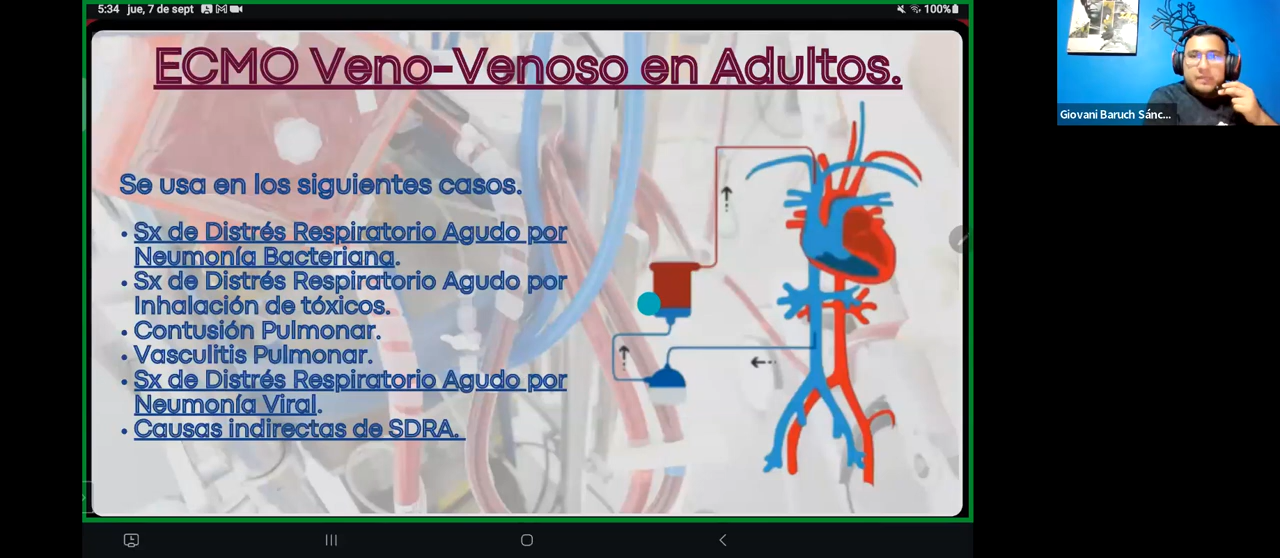 5:34 jue, 7 de sept
100%
ECMO Veno-Venoso en Adultos.
Se usa en los siguientes casos.
• Sx de Distrés Respiratorio Agudo por
Neumonía Bacteriana.
• Sx de Distrés Respiratorio Agudo por
Inhalación de tóxicos.
• Contusión Pulmonar.
• Vasculitis Pulmonar.
• Sx de Distrés Respiratorio Agudo por
Neumonía Viral.
• Causas indirectas de SDRA.
Giovani Baruch Sánc...